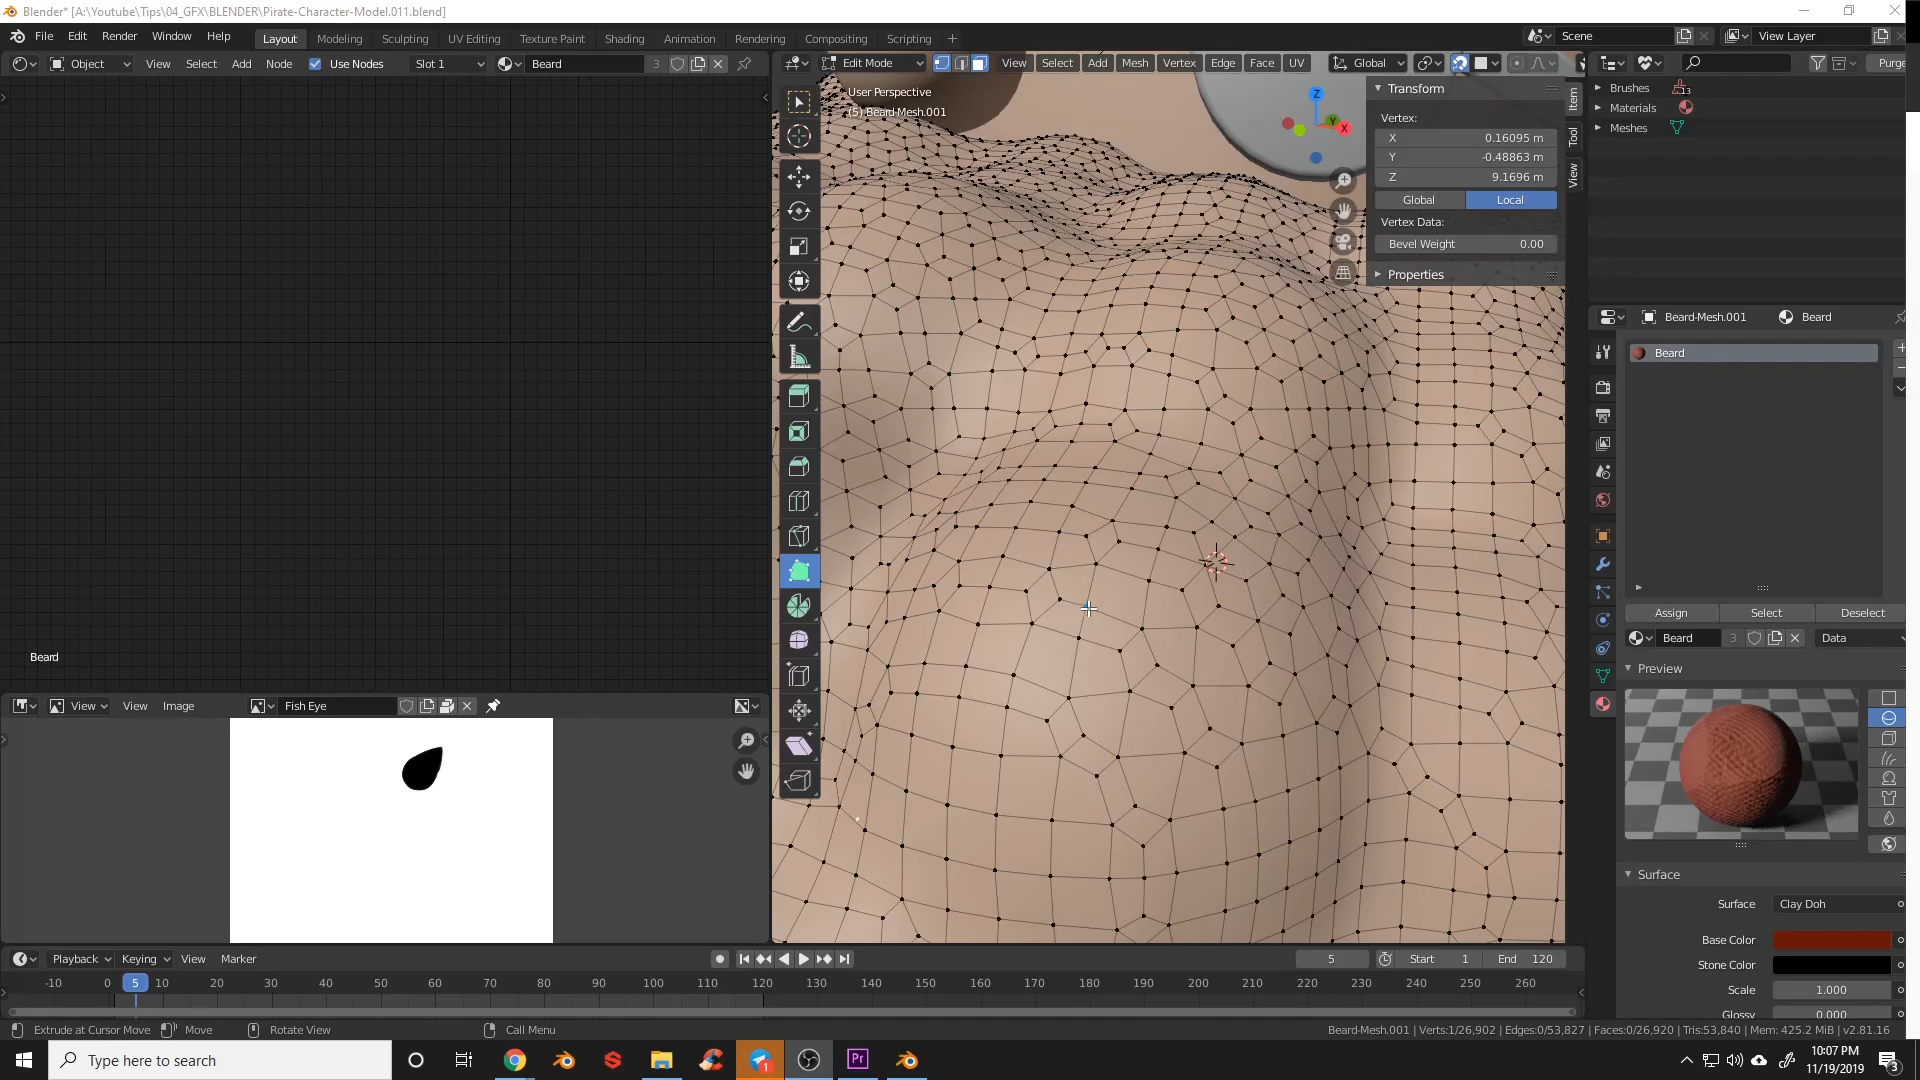 Blender* [A:\Youtube\Tips\04_GFX\BLENDER\Pirate-Character-Model.011.blend]
File Edit Render Window Help Layout Modeling Sculpting UV Editing Texture Paint Shading Animation Rendering Compositing Scripting + Scene View Layer
Object View Select Add Node Use Nodes Slot 1 Beard
Edit Mode View Select Add Mesh Vertex Edge Face UV Global
Purge
User Perspective
(5) Beard-Mesh.001
Z
Y
X
Transform
Vertex:
X 0.16095 m
Y -0.48863 m
Z 9.1696 m
Global Local
Vertex Data:
Bevel Weight 0.00
Properties
Item
Tool
View
Brushes 13
Materials
Meshes
Beard-Mesh.001 Beard
Beard
Assign Select Deselect
Beard 3 Data
Preview
Surface
Surface Clay Doh
Base Color
Stone Color
Scale 1.000
Glossy 0.000
3
Beard
View View Image Fish Eye
Playback Keying View Marker 5 Start 1 End 120
-10 0 5 10 20 30 40 50 60 70 80 90 100 110 120 130 140 150 160 170 180 190 200 210 220 230 240 250 260
Extrude at Cursor Move Move Rotate View Call Menu Beard-Mesh.001 | Verts:1/26,902 | Edges:0/53,827 | Faces:0/26,920 | Tris:53,840 | Mem: 425.2 MiB | v2.81.16
Type here to search
1
Pr
10:07 PM
11/19/2019
3